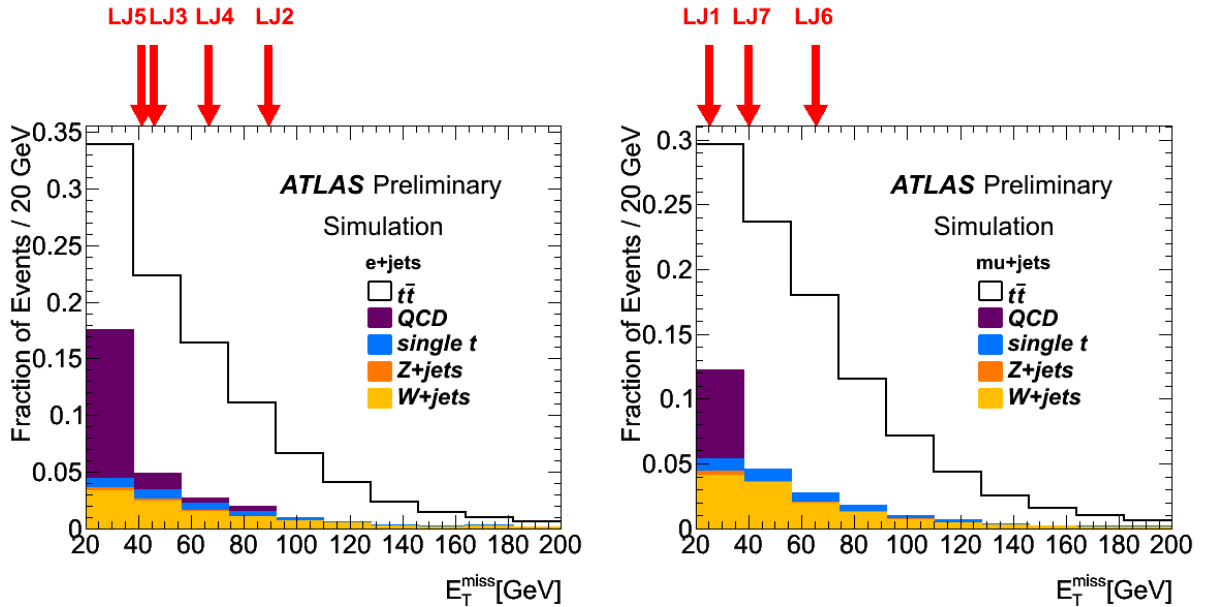 LJ5 LJ3 LJ4 LJ2
0.35
0.3
0.25
0.2
0.15
0.1
0.05
0
Fraction of Events / 20 GeV
ATLAS Preliminary
Simulation
e+jets
tt̄
QCD
single t
Z+jets
W+jets
20 40 60 80 100 120 140 160 180 200
E_T^miss[GeV]
LJ1 LJ7 LJ6
0.3
0.25
0.2
0.15
0.1
0.05
0
Fraction of Events / 20 GeV
ATLAS Preliminary
Simulation
mu+jets
tt̄
QCD
single t
Z+jets
W+jets
20 40 60 80 100 120 140 160 180 200
E_T^miss[GeV]